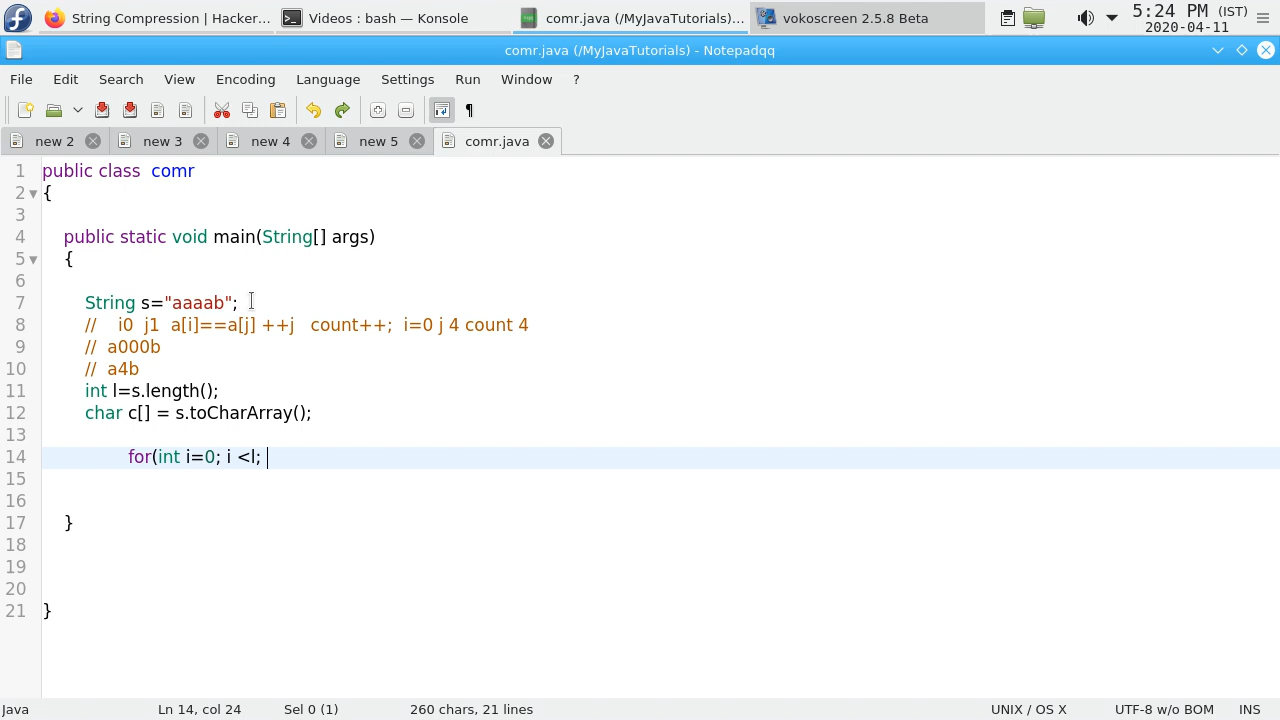 String Compression | Hacker... Videos : bash — Konsole comr.java (/MyJavaTutorials)... vokoscreen 2.5.8 Beta 5:24 PM (IST)
2020-04-11
comr.java (/MyJavaTutorials) - Notepadqq
File Edit Search View Encoding Language Settings Run Window ?
new 2 new 3 new 4 new 5 comr.java
1 public class  comr
2 {
3
4 public static void main(String[] args)
5 {
6
7 String s="aaaab";
8 //    i0  j1  a[i]==a[j] ++j   count++;  i=0 j 4 count 4
9 //  a000b
10 //  a4b
11 int l=s.length();
12 char c[] = s.toCharArray();
13
14 for(int i=0; i <l;
15
16
17 }
18
19
20
21 }
Java Ln 14, col 24 Sel 0 (1) 260 chars, 21 lines UNIX / OS X UTF-8 w/o BOM INS